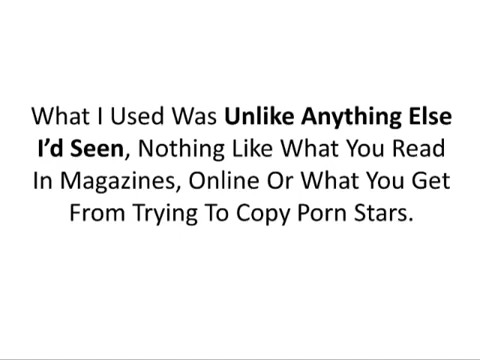 What I Used Was Unlike Anything Else
I’d Seen, Nothing Like What You Read
In Magazines, Online Or What You Get
From Trying To Copy Porn Stars.